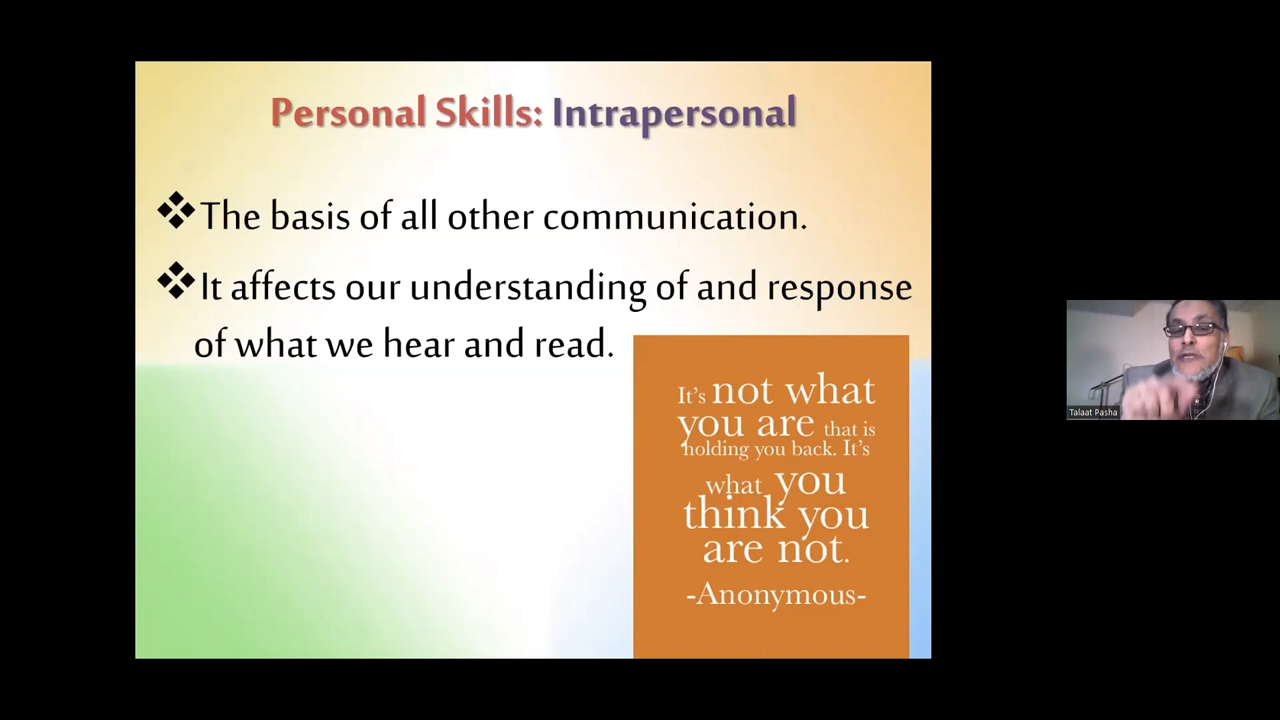 Personal Skills: Intrapersonal
❖The basis of all other communication.
❖It affects our understanding of and response
of what we hear and read.
It's not what
you are that is
holding you back. It's
what you
think you
are not.
-Anonymous-
Talaat Pasha